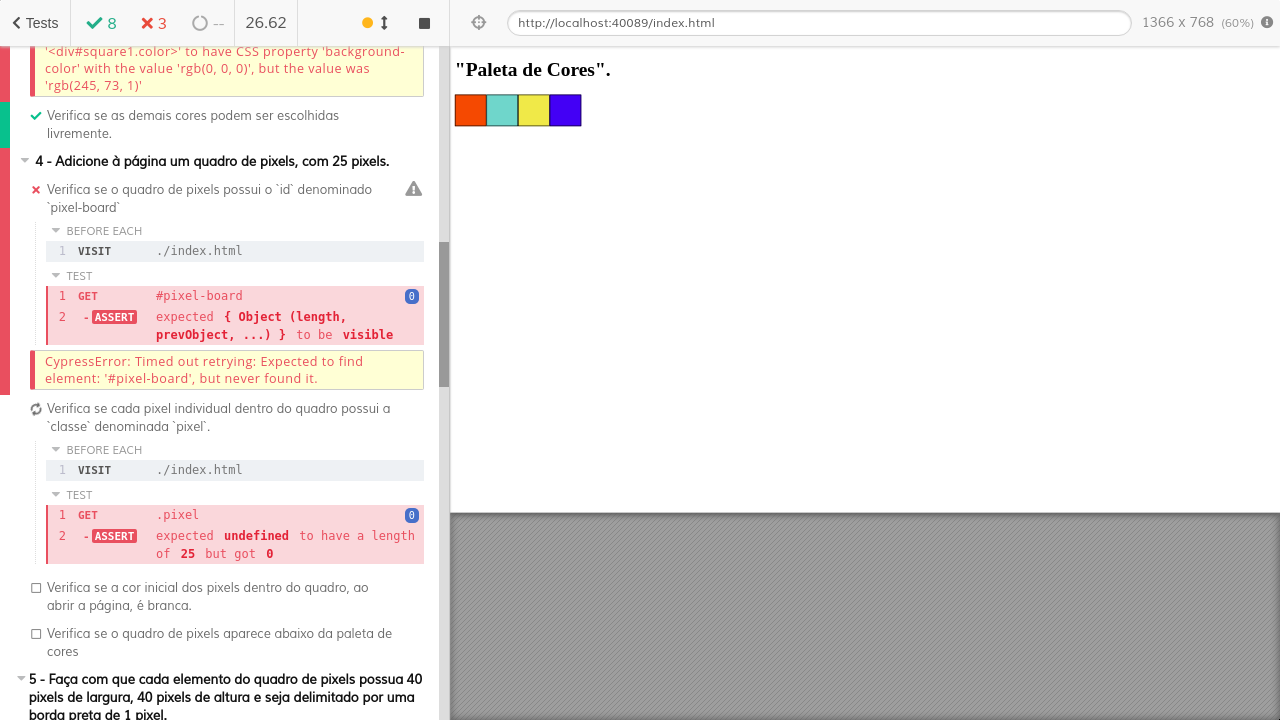 Tests
8
3
--
26.62
http://localhost:40089/index.html
1366 x 768 (60%)
'<div#square1.color>' to have CSS property 'background-
color' with the value 'rgb(0, 0, 0)', but the value was
'rgb(245, 73, 1)'
Verifica se as demais cores podem ser escolhidas
livremente.
4 - Adicione à página um quadro de pixels, com 25 pixels.
Verifica se o quadro de pixels possui o `id` denominado
`pixel-board`
BEFORE EACH
1 VISIT ./index.html
TEST
1 GET #pixel-board 0
2 -ASSERT expected { Object (length,
prevObject, ...) } to be visible
CypressError: Timed out retrying: Expected to find
element: '#pixel-board', but never found it.
Verifica se cada pixel individual dentro do quadro possui a
`classe` denominada `pixel`.
BEFORE EACH
1 VISIT ./index.html
TEST
1 GET .pixel 0
2 -ASSERT expected undefined to have a length
of 25 but got 0
Verifica se a cor inicial dos pixels dentro do quadro, ao
abrir a página, é branca.
Verifica se o quadro de pixels aparece abaixo da paleta de
cores
5 - Faça com que cada elemento do quadro de pixels possua 40
pixels de largura, 40 pixels de altura e seja delimitado por uma
borda preta de 1 pixel.
"Paleta de Cores".